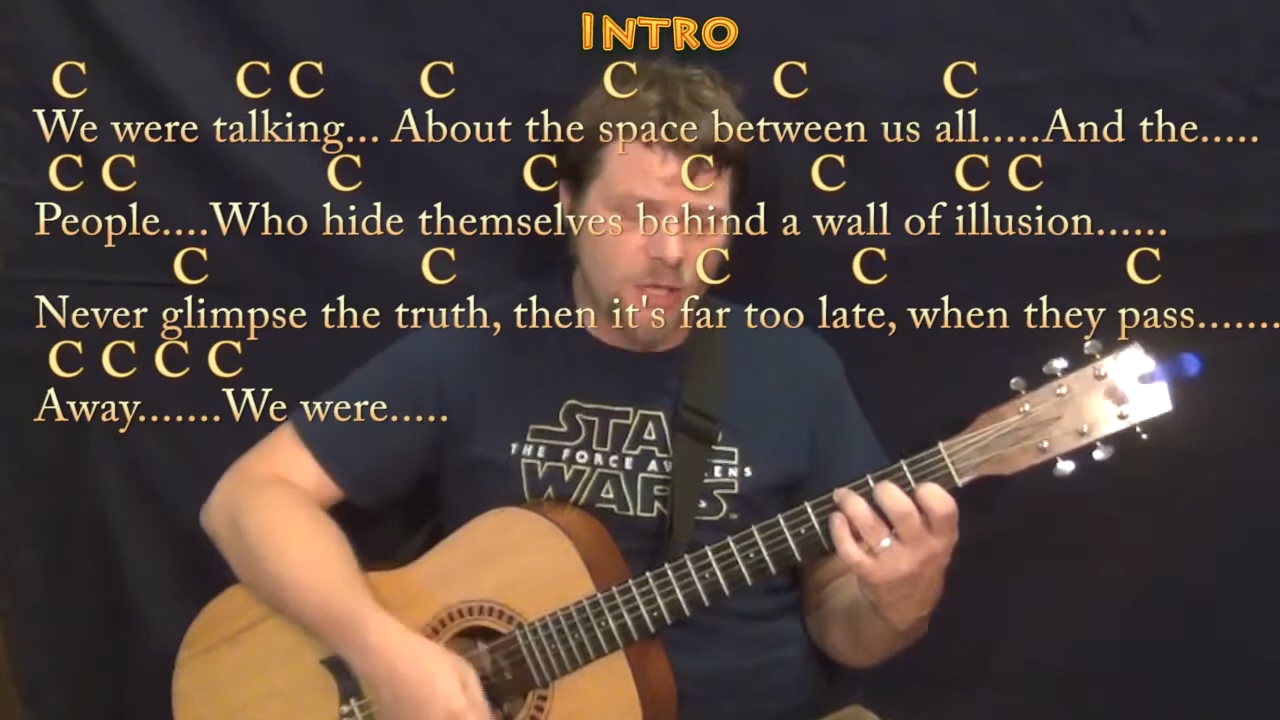 INTRO
C C C C C C C
We were talking... About the space between us all.....And the.....
C C C C C C C C
People....Who hide themselves behind a wall of illusion......
C C C C C
Never glimpse the truth, then it's far too late, when they pass.......
C C C C
Away.......We were.....
STAR
THE FORCE AWAKENS
WARS